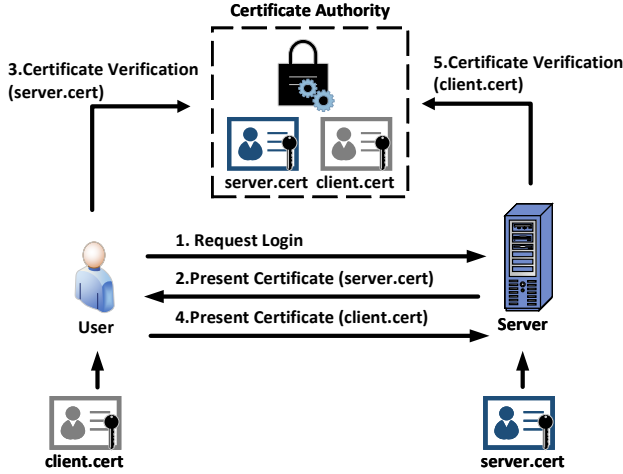 Certificate Authority
3.Certificate Verification
(server.cert)
5.Certificate Verification
(client.cert)
server.cert
client.cert
1. Request Login
2.Present Certificate (server.cert)
4.Present Certificate (client.cert)
User
Server
client.cert
server.cert